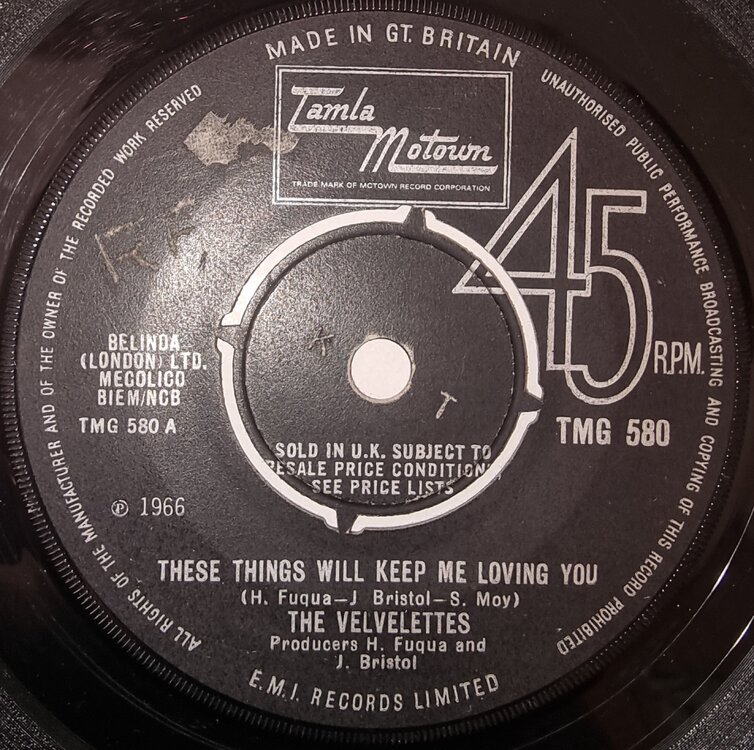 MADE IN GT. BRITAIN
UNAUTHORISED PUBLIC PERFORMANCE BROADCASTING AND COPYING OF THIS RECORD PROHIBITED
ALL RIGHTS OF THE MANUFACTURER AND OF THE OWNER OF THE RECORDED WORK RESERVED
Tamla
Motown
TRADE MARK OF MOTOWN RECORD CORPORATION
45
R.P.M.
BELINDA
(LONDON) LTD.
MECOLICO
BIEM/NCB
TMG 580 A
TMG 580
SOLD IN U.K. SUBJECT TO
RESALE PRICE CONDITION
SEE PRICE LISTS
℗ 1966
THESE THINGS WILL KEEP ME LOVING YOU
(H. Fuqua–J Bristol–S. Moy)
THE VELVELETTES
Producers H. Fuqua and
J. Bristol
E.M.I. RECORDS LIMITED